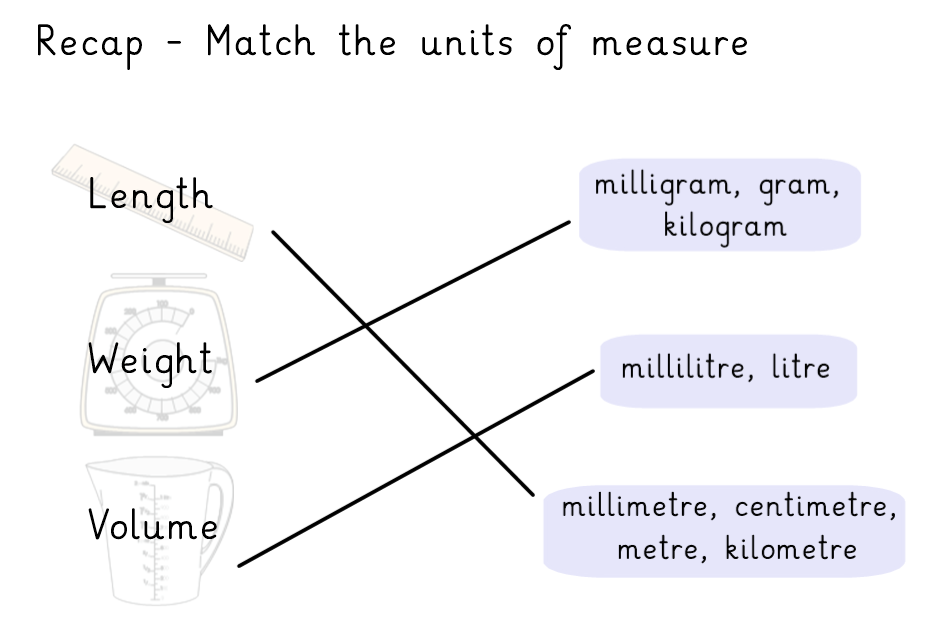 Recap - Match the units of measure
Length
Weight
Volume
milligram, gram,
kilogram
millilitre, litre
millimetre, centimetre,
metre, kilometre